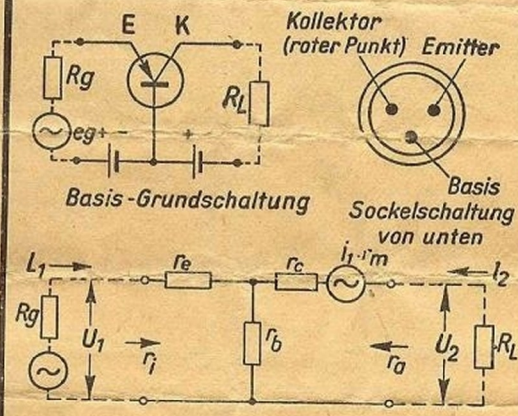 E K
Rg
eg
+ -
+
RL
Basis-Grundschaltung
Kollektor
(roter Punkt) Emitter
Basis
Sockelschaltung
von unten
I1
re
rc
i1·rm
I2
Rg
U1
ri
rb
ra
U2
RL